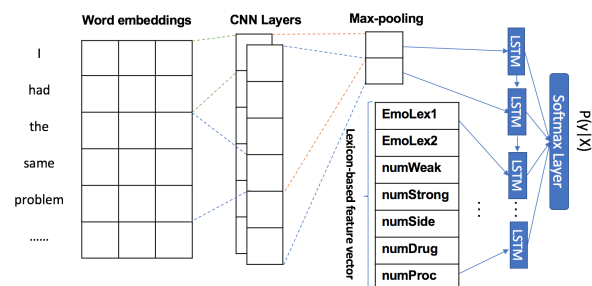 Word embeddings
CNN Layers
Max-pooling
I
had
the
same
problem
......
Lexicon-based feature vector
EmoLex1
EmoLex2
numWeak
numStrong
numSide
numDrug
numProc
LSTM
LSTM
LSTM
LSTM
Softmax Layer
P(y|X)